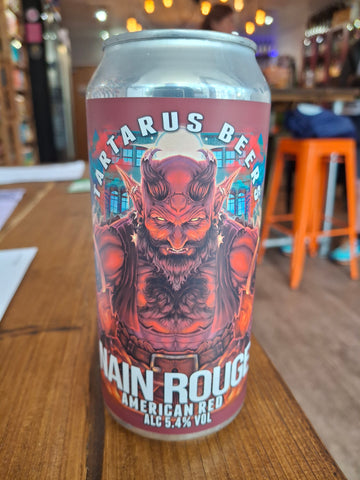 TARTARUS BEERS
NAIN ROUGE
AMERICAN RED
ALC 5.4% VOL